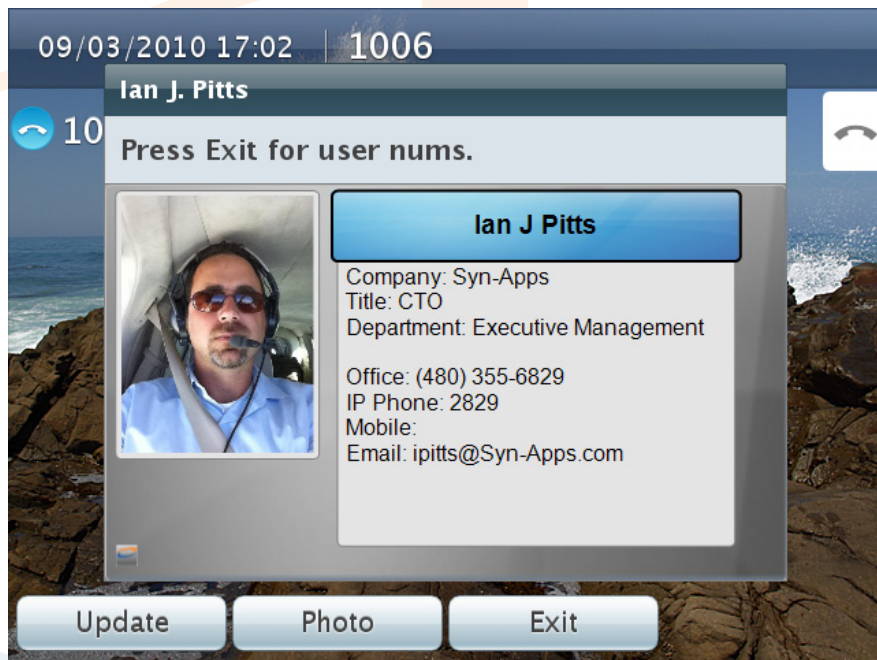 09/03/2010 17:02 1006
Ian J. Pitts
10
Press Exit for user nums.
Ian J Pitts
Company: Syn-Apps
Title: CTO
Department: Executive Management
Office: (480) 355-6829
IP Phone: 2829
Mobile:
Email: ipitts@Syn-Apps.com
Update Photo Exit